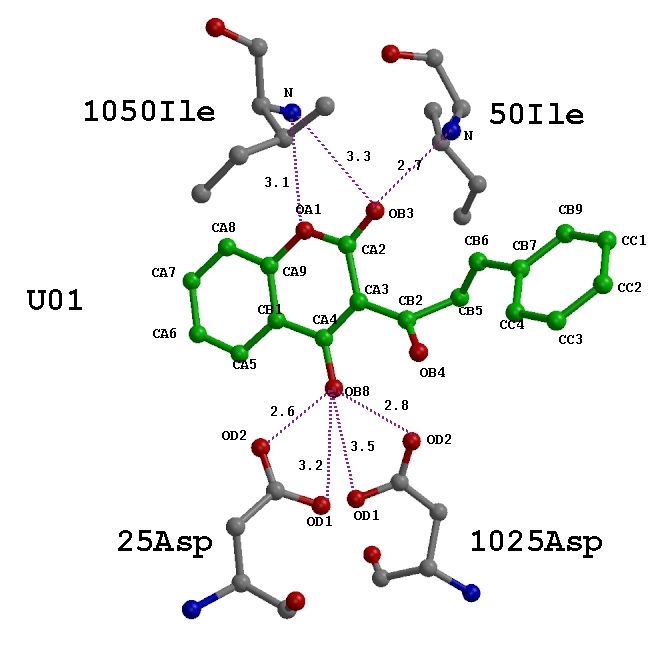 N
1050Ile
50Ile
N
3.3
2.7
3.1
OA1
OB3
CA8
CA2
CB6
CB9
CB7
CC1
CA7
CA9
CA3
CC2
U01
CB1
CA4
CB2
CB5
CC4
CA6
CC3
CA5
OB4
OB8
2.6
2.8
OD2
OD2
3.5
3.2
OD1
OD1
25Asp
1025Asp